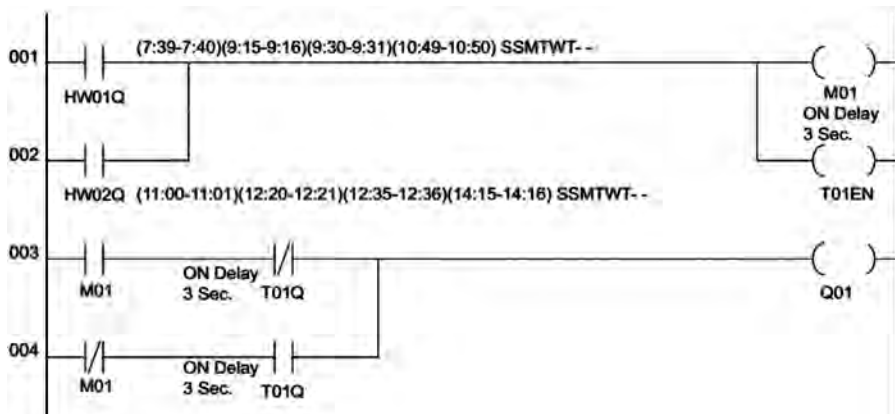 (7:39-7:40)(9:15-9:16)(9:30-9:31)(10:49-10:50) SSMTWT- -
001
HW01Q
M01
ON Delay
3 Sec.
002
HW02Q (11:00-11:01)(12:20-12:21)(12:35-12:36)(14:15-14:16) SSMTWT- -
T01EN
003
ON Delay
M01 3 Sec. T01Q
Q01
004
ON Delay
M01 3 Sec. T01Q